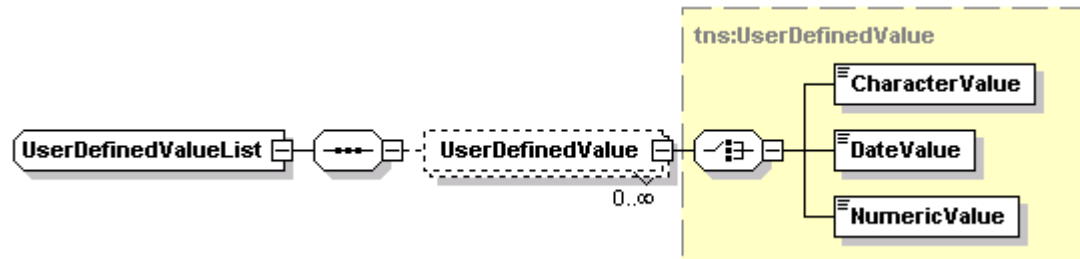 tns:UserDefinedValue
CharacterValue
UserDefinedValueList
UserDefinedValue
DateValue
0..∞
NumericValue